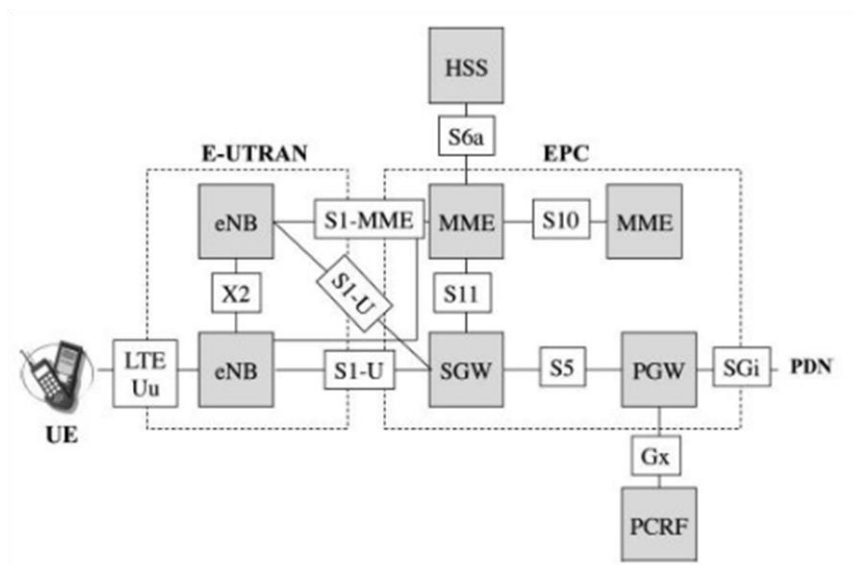 HSS
S6a
E-UTRAN
EPC
eNB
S1-MME
MME
S10
MME
X2
S1-U
S11
LTE
Uu
eNB
S1-U
SGW
S5
PGW
SGi
PDN
UE
Gx
PCRF